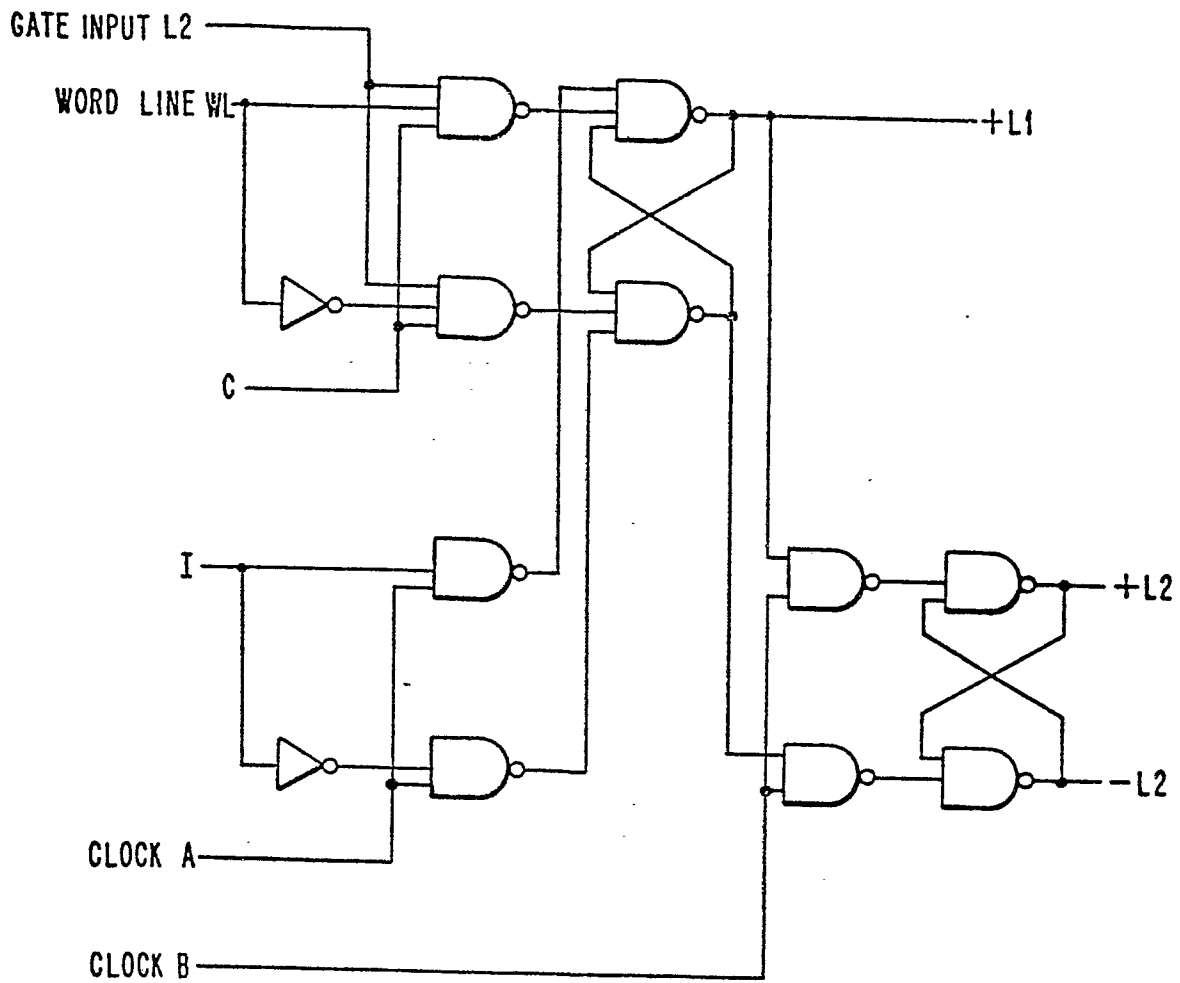 GATE INPUT L2
WORD LINE WL
+L1
C
I
+L2
-L2
CLOCK A
CLOCK B